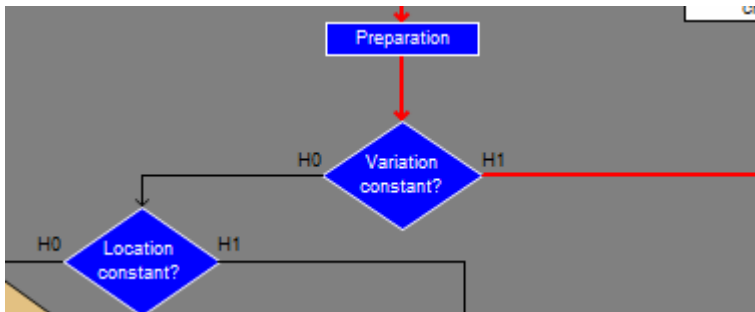 Preparation
H0
Variation
constant?
H1
H0
Location
constant?
H1